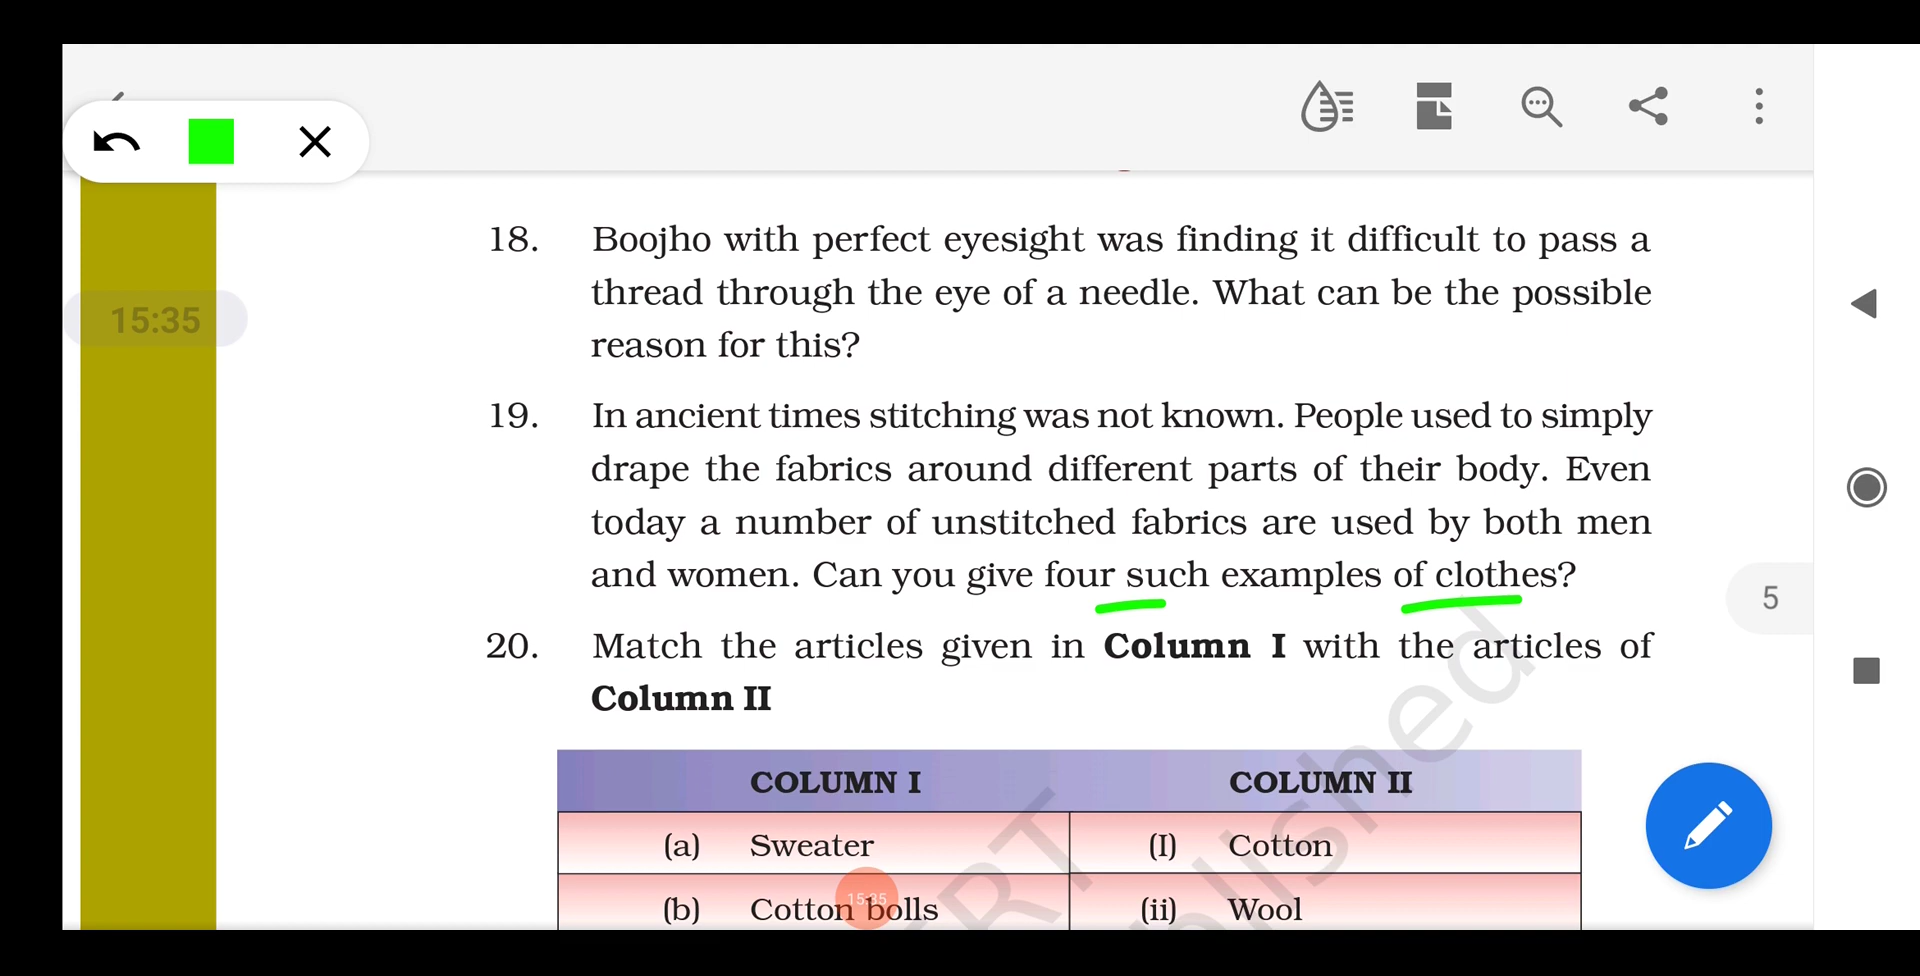 15:35
18. Boojho with perfect eyesight was finding it difficult to pass a
thread through the eye of a needle. What can be the possible
reason for this?
19. In ancient times stitching was not known. People used to simply
drape the fabrics around different parts of their body. Even
today a number of unstitched fabrics are used by both men
and women. Can you give four such examples of clothes?
5
20. Match the articles given in Column I with the articles of
Column II
COLUMN I COLUMN II
(a) Sweater (I) Cotton
(b) Cotton bolls (ii) Wool
15:35